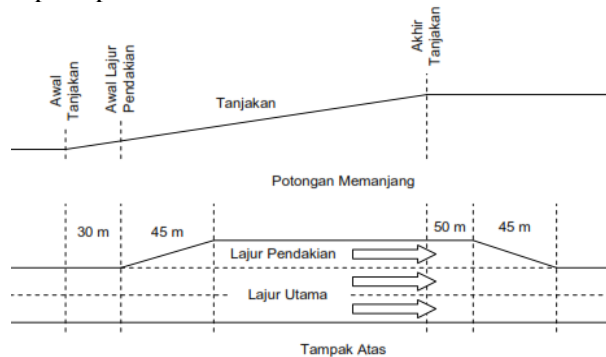 Awal
Tanjakan
Awal Lajur
Pendakian
Akhir
Tanjakan
Tanjakan
Potongan Memanjang
30 m
45 m
50 m
45 m
Lajur Pendakian
Lajur Utama
Tampak Atas